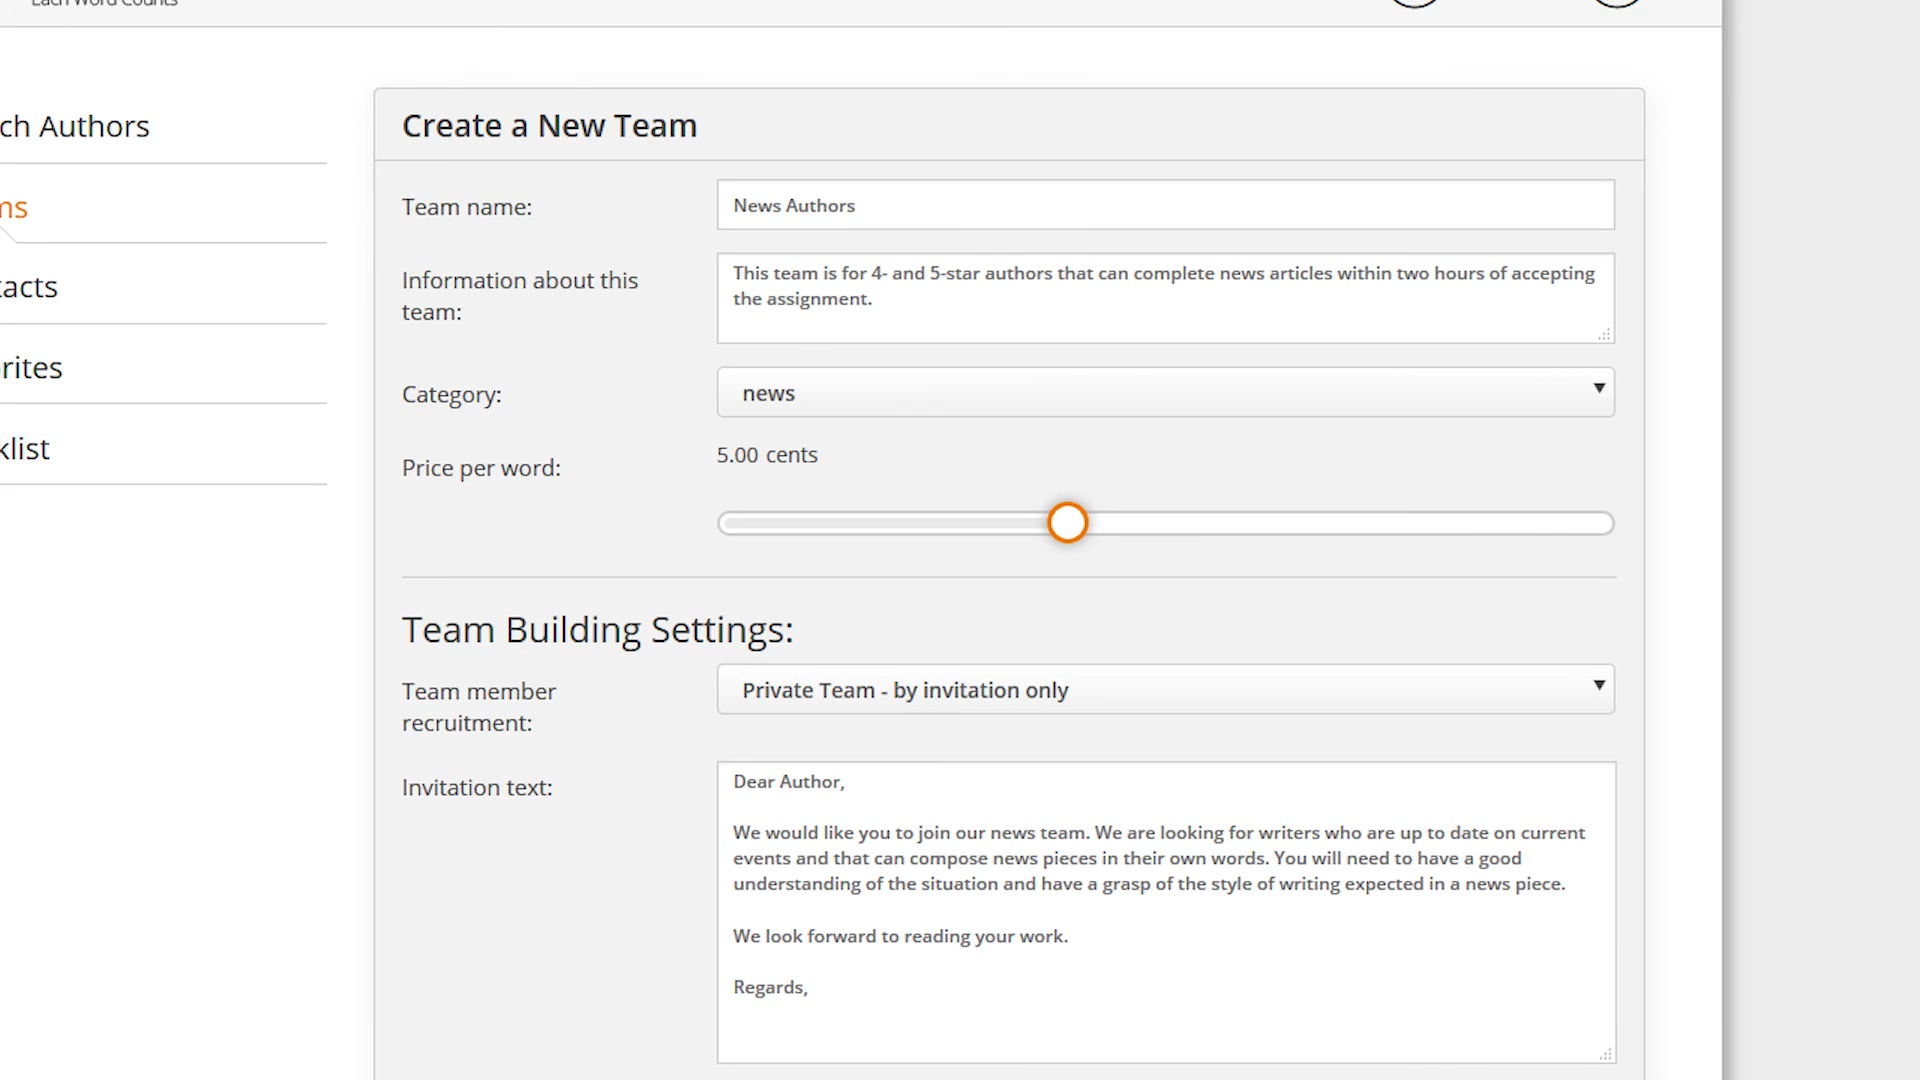 Each Word Counts
ch Authors
ms
tacts
rites
klist
Create a New Team
Team name:
News Authors
Information about this
team:
This team is for 4- and 5-star authors that can complete news articles within two hours of accepting
the assignment.
Category:
news
Price per word:
5.00 cents
Team Building Settings:
Team member
recruitment:
Private Team - by invitation only
Invitation text:
Dear Author,
We would like you to join our news team. We are looking for writers who are up to date on current
events and that can compose news pieces in their own words. You will need to have a good
understanding of the situation and have a grasp of the style of writing expected in a news piece.
We look forward to reading your work.
Regards,